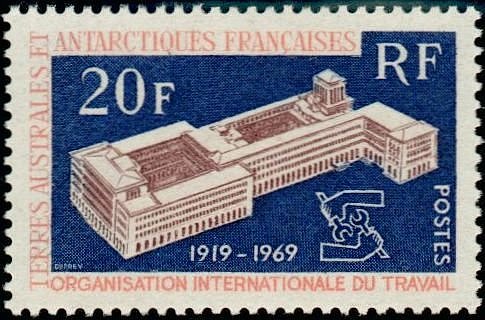 TERRES AUSTRALES ET
ANTARCTIQUES FRANÇAISES
20F
RF
POSTES
1919-1969
ORGANISATION INTERNATIONALE DU TRAVAIL